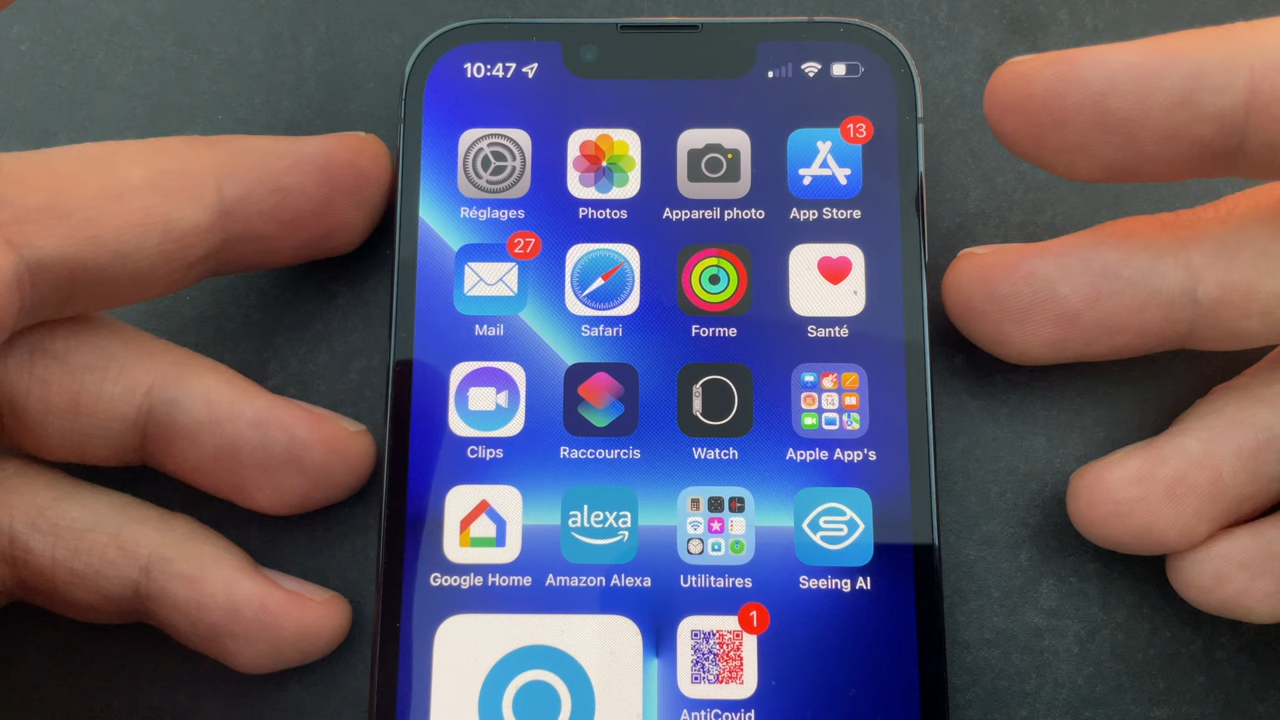 10:47
13
Réglages Photos Appareil photo App Store
27
Mail Safari Forme Santé
14
Clips Raccourcis Watch Apple App's
alexa
Google Home Amazon Alexa Utilitaires Seeing AI
1
AntiCovid